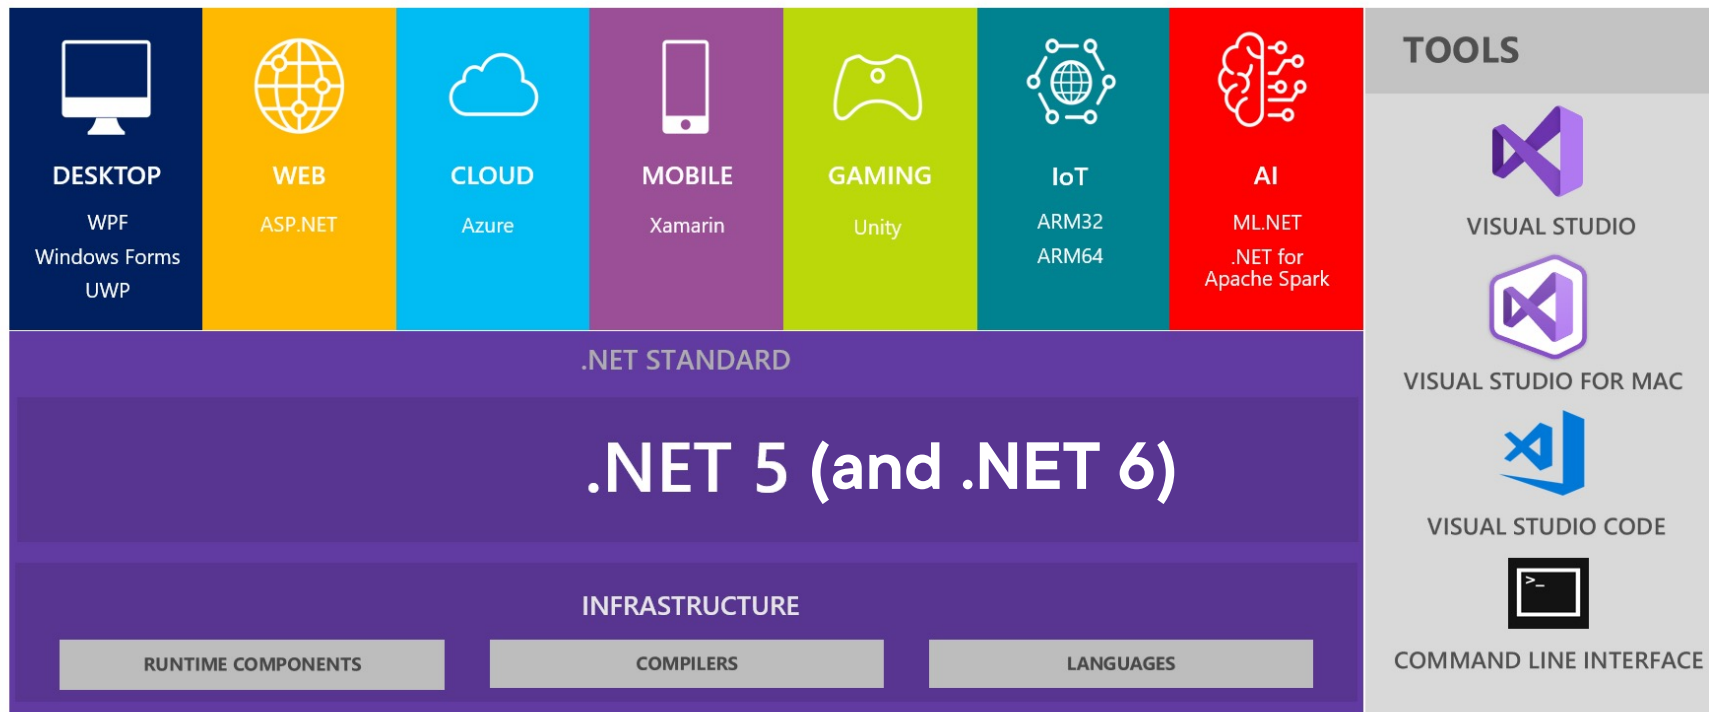 DESKTOP
WPF
Windows Forms
UWP
WEB
ASP.NET
CLOUD
Azure
MOBILE
Xamarin
GAMING
Unity
IoT
ARM32
ARM64
AI
ML.NET
.NET for
Apache Spark
.NET STANDARD
.NET 5 (and .NET 6)
INFRASTRUCTURE
RUNTIME COMPONENTS
COMPILERS
LANGUAGES
TOOLS
VISUAL STUDIO
VISUAL STUDIO FOR MAC
VISUAL STUDIO CODE
>_
COMMAND LINE INTERFACE